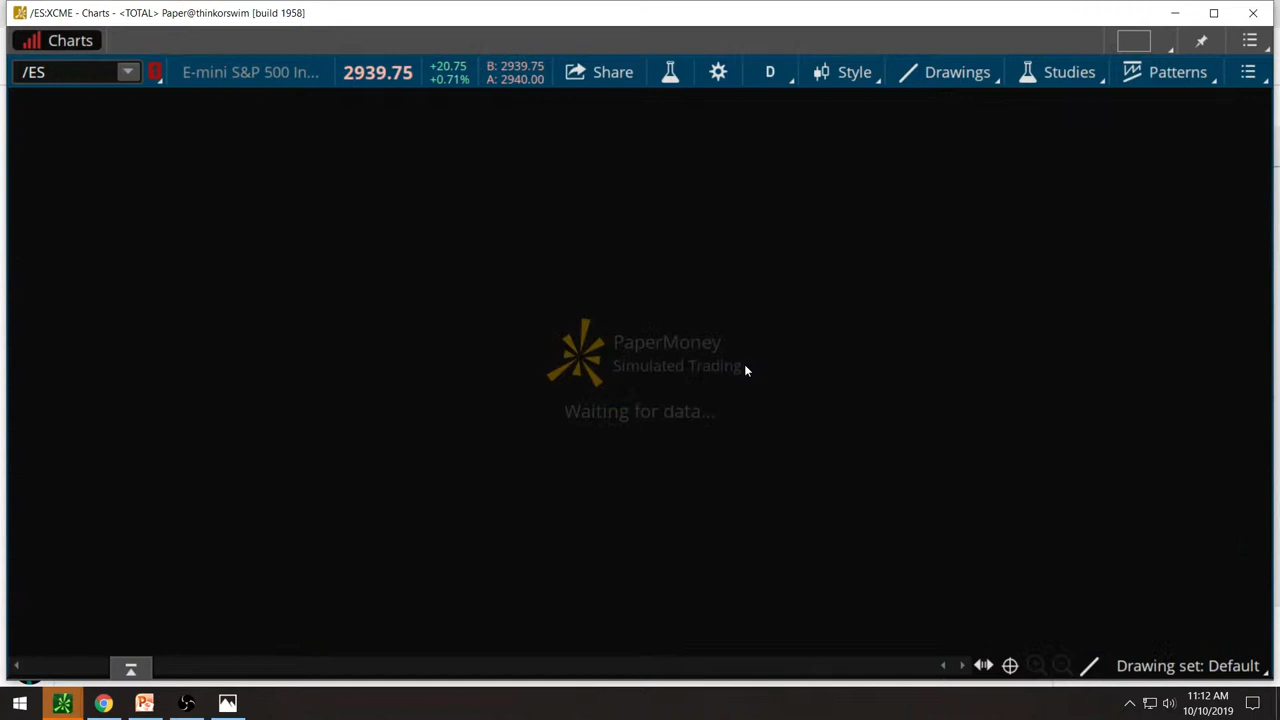 /ES:XCME - Charts - <TOTAL> Paper@thinkorswim [build 1958]
Charts
/ES
1
E-mini S&P 500 In...
2939.75
+20.75
+0.71%
B: 2939.75
A: 2940.00
Share
D
Style
Drawings
Studies
Patterns
PaperMoney
Simulated Trading
Waiting for data...
Drawing set: Default
11:12 AM
10/10/2019